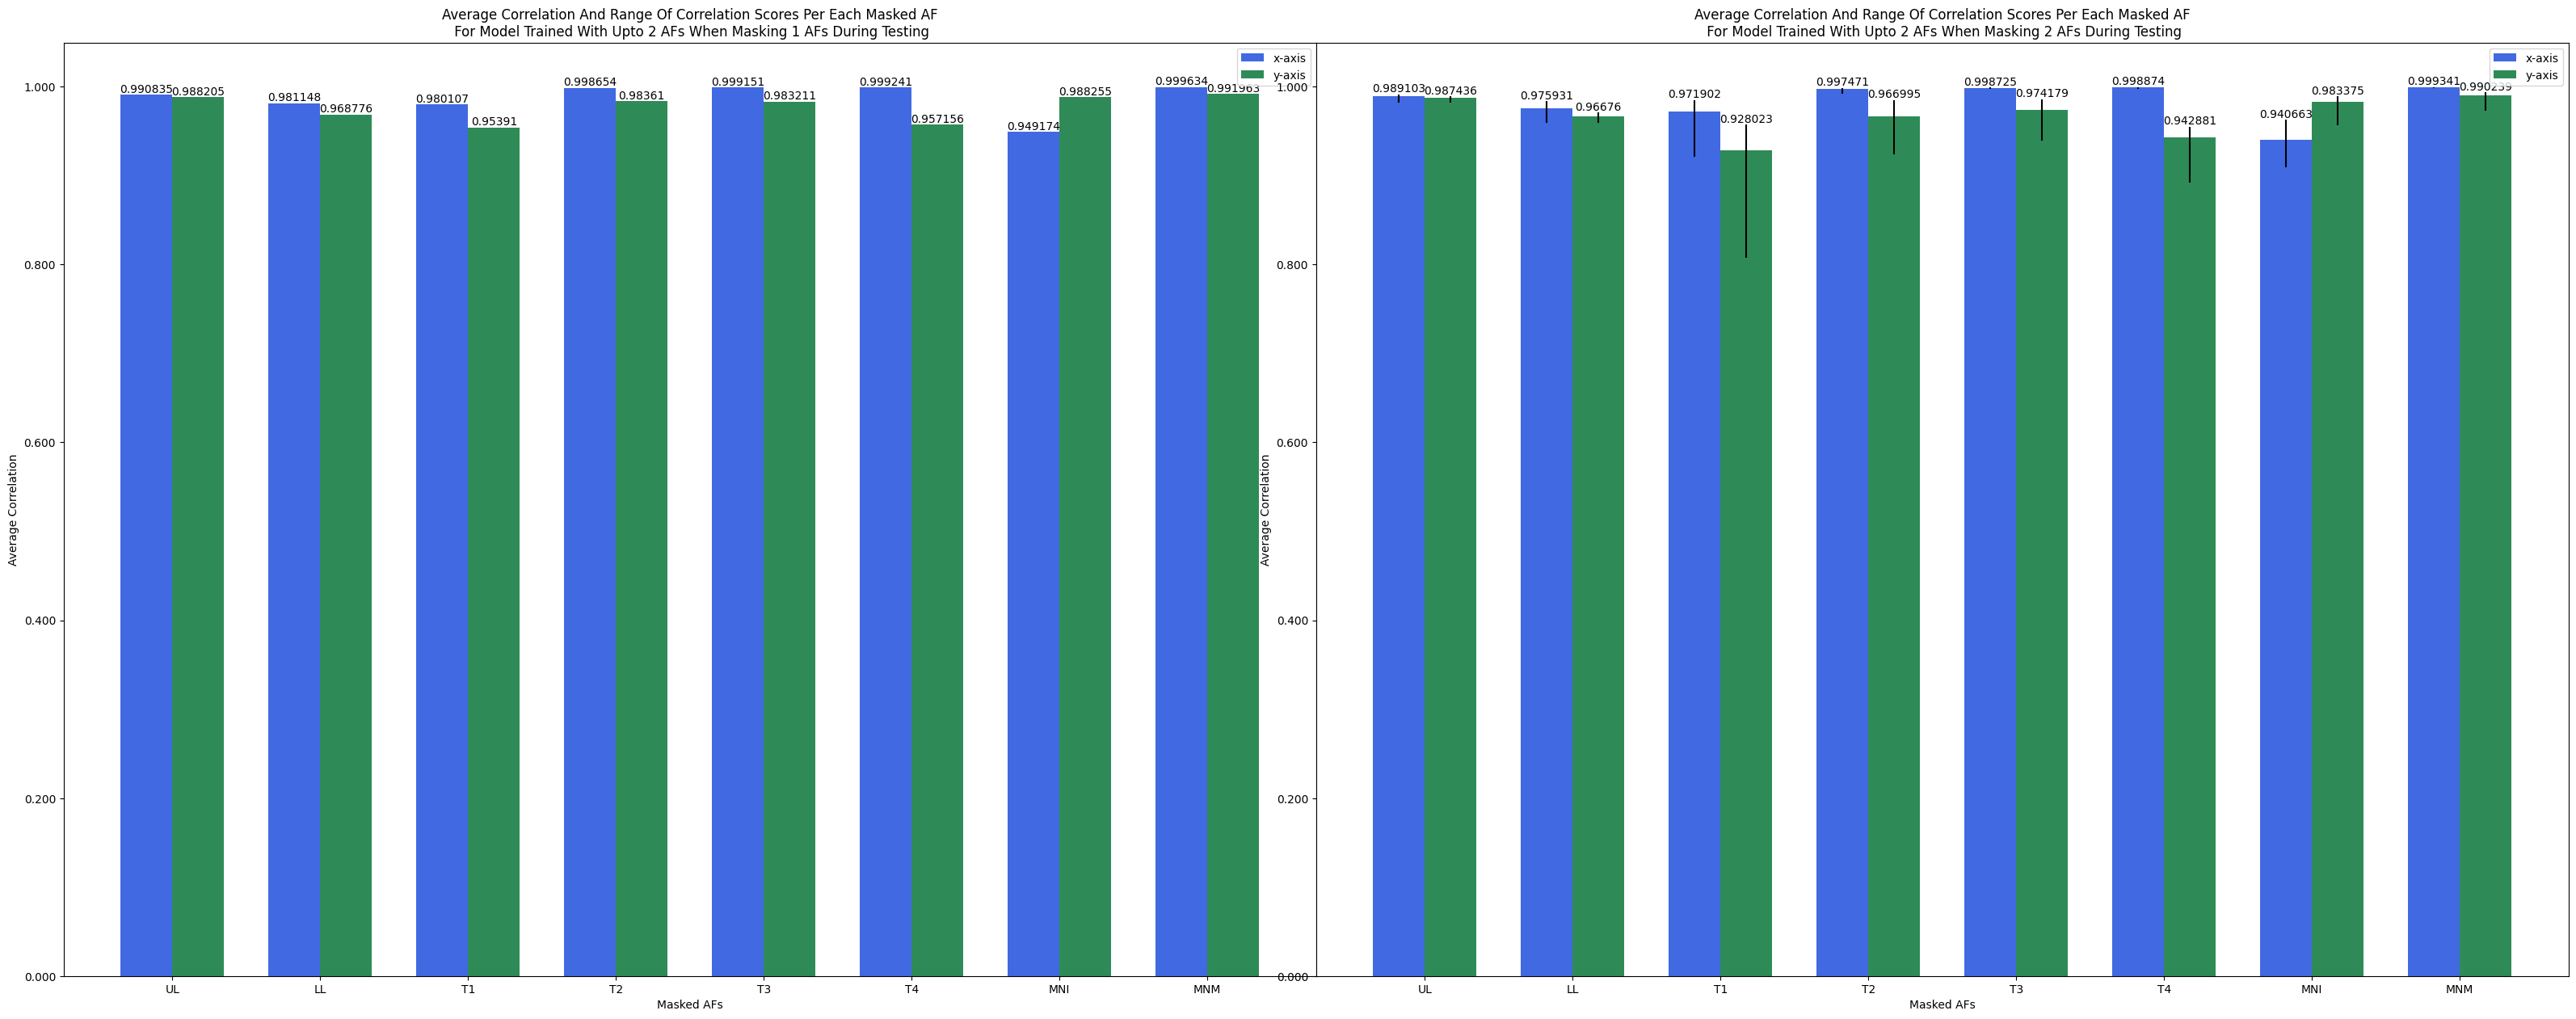 Average Correlation And Range Of Correlation Scores Per Each Masked AF
For Model Trained With Upto 2 AFs When Masking 1 AFs During Testing
x-axis
y-axis
0.990835
0.988205
0.981148
0.968776
0.980107
0.95391
0.998654
0.98361
0.999151
0.983211
0.999241
0.957156
0.949174
0.988255
0.999634
0.991963
1.000
0.800
0.600
0.400
0.200
0.000
Average Correlation
UL
LL
T1
T2
T3
T4
MNI
MNM
Masked AFs
Average Correlation And Range Of Correlation Scores Per Each Masked AF
For Model Trained With Upto 2 AFs When Masking 2 AFs During Testing
x-axis
y-axis
0.989103
0.987436
0.975931
0.96676
0.971902
0.928023
0.997471
0.966995
0.998725
0.974179
0.998874
0.942881
0.940663
0.983375
0.999341
0.990239
1.000
0.800
0.600
0.400
0.200
0.000
Average Correlation
UL
LL
T1
T2
T3
T4
MNI
MNM
Masked AFs